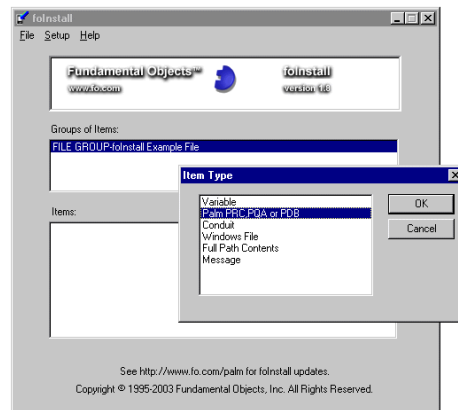 foInstall
File Setup Help
Fundamental Objects™ foInstall
www.fo.com version 1.0
Groups of Items:
FILE GROUP-foInstall Example File
Item Type
Variable
Palm PRC,PQA or PDB
Conduit
Windows File
Full Path Contents
Message
OK
Cancel
Items:
See http://www.fo.com/palm for foInstall updates.
Copyright © 1995-2003 Fundamental Objects, Inc. All Rights Reserved.